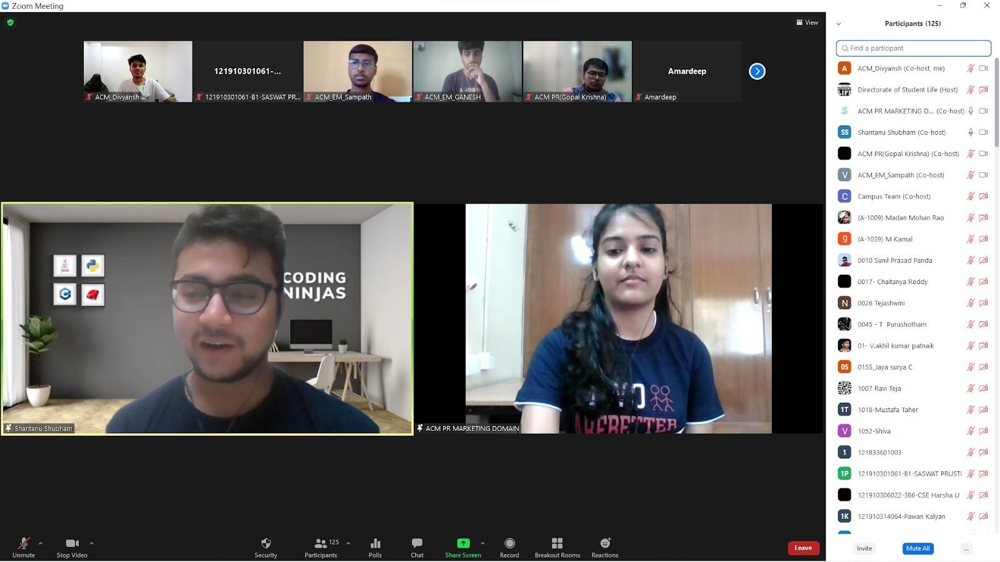 Zoom Meeting
View
Participants (125)
Find a participant
121910301061-...
Amardeep
ACM_Divyansh
121910301061-B1-SASWAT PR...
ACM_EM_Sampath
ACM_EM_GANESH
ACM PR(Gopal Krishna)
Amardeep
Java
CODING
NINJAS
Shantanu Shubham
ACM PR MARKETING DOMAIN
A
ACM_Divyansh (Co-host, me)
Directorate of Student Life (Host)
S
ACM PR MARKETING D... (Co-host)
SS
Shantanu Shubham (Co-host)
ACM PR(Gopal Krishna) (Co-host)
V
ACM_EM_Sampath (Co-host)
C
Campus Team (Co-host)
(A-1009) Madan Mohan Rao
g
(A-1039) M Kamal
0010 Sunil Prasad Panda
0017- Chaitanya Reddy
N
0026 Tejashwini
0045 - T Purushotham
01- V.akhil kumar patnaik
0S
0155_Jaya surya C
1007 Ravi Teja
1T
1018-Mustafa Taher
V
1052-Shiva
1
121833601003
1P
121910301061-B1-SASWAT PRUSTI
121910306022-3B6-CSE Harsha U
1K
121910314064-Pawan Kalyan
Unmute
Stop Video
Security
125
Participants
Polls
Chat
Share Screen
Record
Breakout Rooms
Reactions
Leave
Invite
Mute All
...